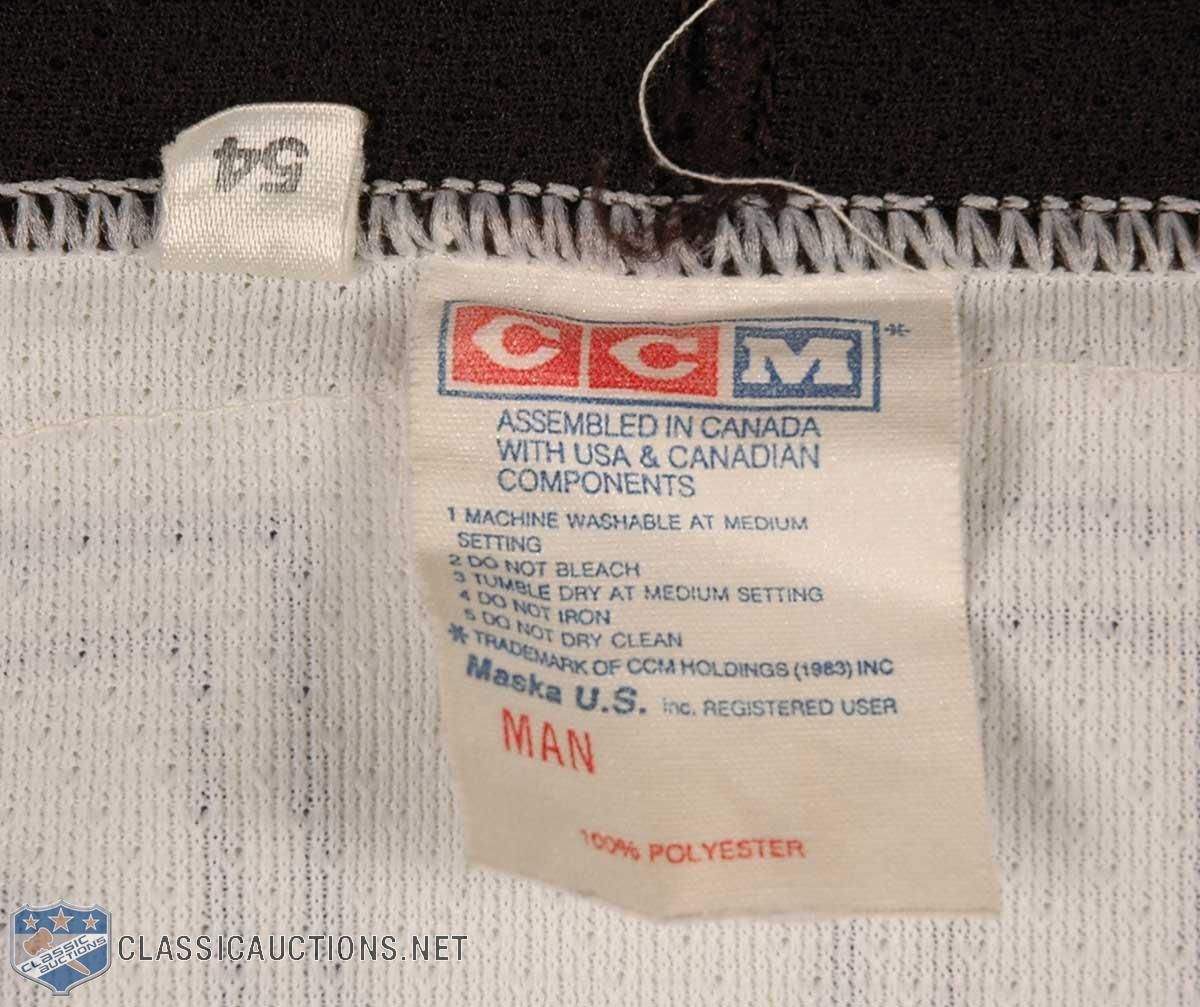 54
CCM*
ASSEMBLED IN CANADA
WITH USA & CANADIAN
COMPONENTS
1 MACHINE WASHABLE AT MEDIUM
SETTING
2 DO NOT BLEACH
3 TUMBLE DRY AT MEDIUM SETTING
4 DO NOT IRON
5 DO NOT DRY CLEAN
* TRADEMARK OF CCM HOLDINGS (1983) INC
Maska U.S. Inc. REGISTERED USER
MAN
100% POLYESTER
CLASSIC
AUCTIONS
CLASSICAUCTIONS.NET